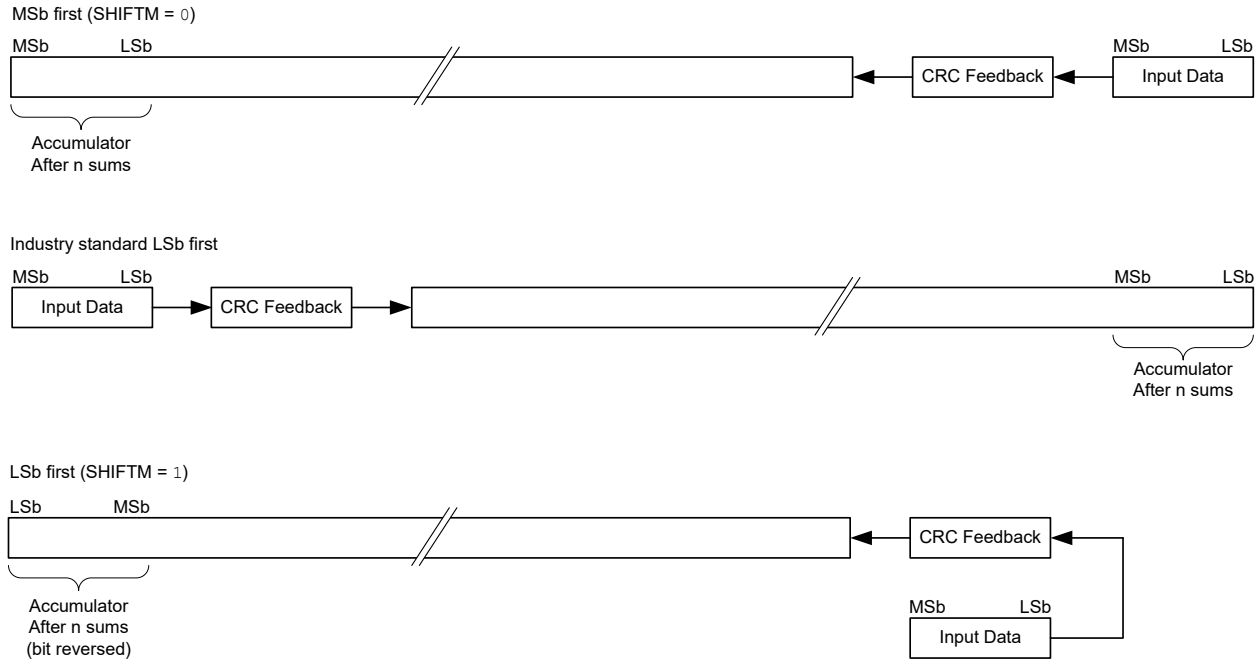 MSb first (SHIFTM = 0)
MSb LSb MSb LSb
CRC Feedback Input Data
Accumulator
After n sums
Industry standard LSb first
MSb LSb MSb LSb
Input Data CRC Feedback
Accumulator
After n sums
LSb first (SHIFTM = 1)
LSb MSb
CRC Feedback
Accumulator
After n sums
(bit reversed)
MSb LSb
Input Data